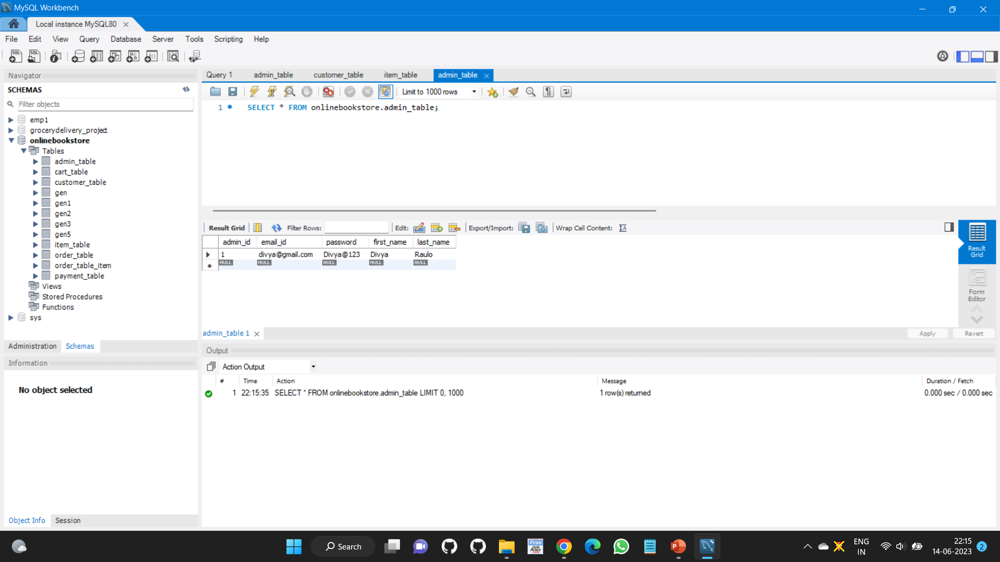 MySQL Workbench
Local instance MySQL80
File Edit View Query Database Server Tools Scripting Help
Navigator
SCHEMAS
Filter objects
emp1
grocerydelivery_project
onlinebookstore
Tables
admin_table
cart_table
customer_table
gen
gen1
gen2
gen3
gen5
item_table
order_table
order_table_item
payment_table
Views
Stored Procedures
Functions
sys
Administration Schemas
Information
No object selected
Object Info Session
Query 1 admin_table customer_table item_table admin_table
Limit to 1000 rows
1 SELECT * FROM onlinebookstore.admin_table;
Result Grid Filter Rows: Edit: Export/Import: Wrap Cell Content:
admin_id email_id password first_name last_name
1 divya@gmail.com Divya@123 Divya Raulo
NULL NULL NULL NULL NULL
Result
Grid
Form
Editor
admin_table 1
Apply Revert
Output
Action Output
# Time Action Message Duration / Fetch
1 22:15:35 SELECT * FROM onlinebookstore.admin_table LIMIT 0, 1000 1 row(s) returned 0.000 sec / 0.000 sec
Search
ENG
IN
22:15
14-06-2023
2